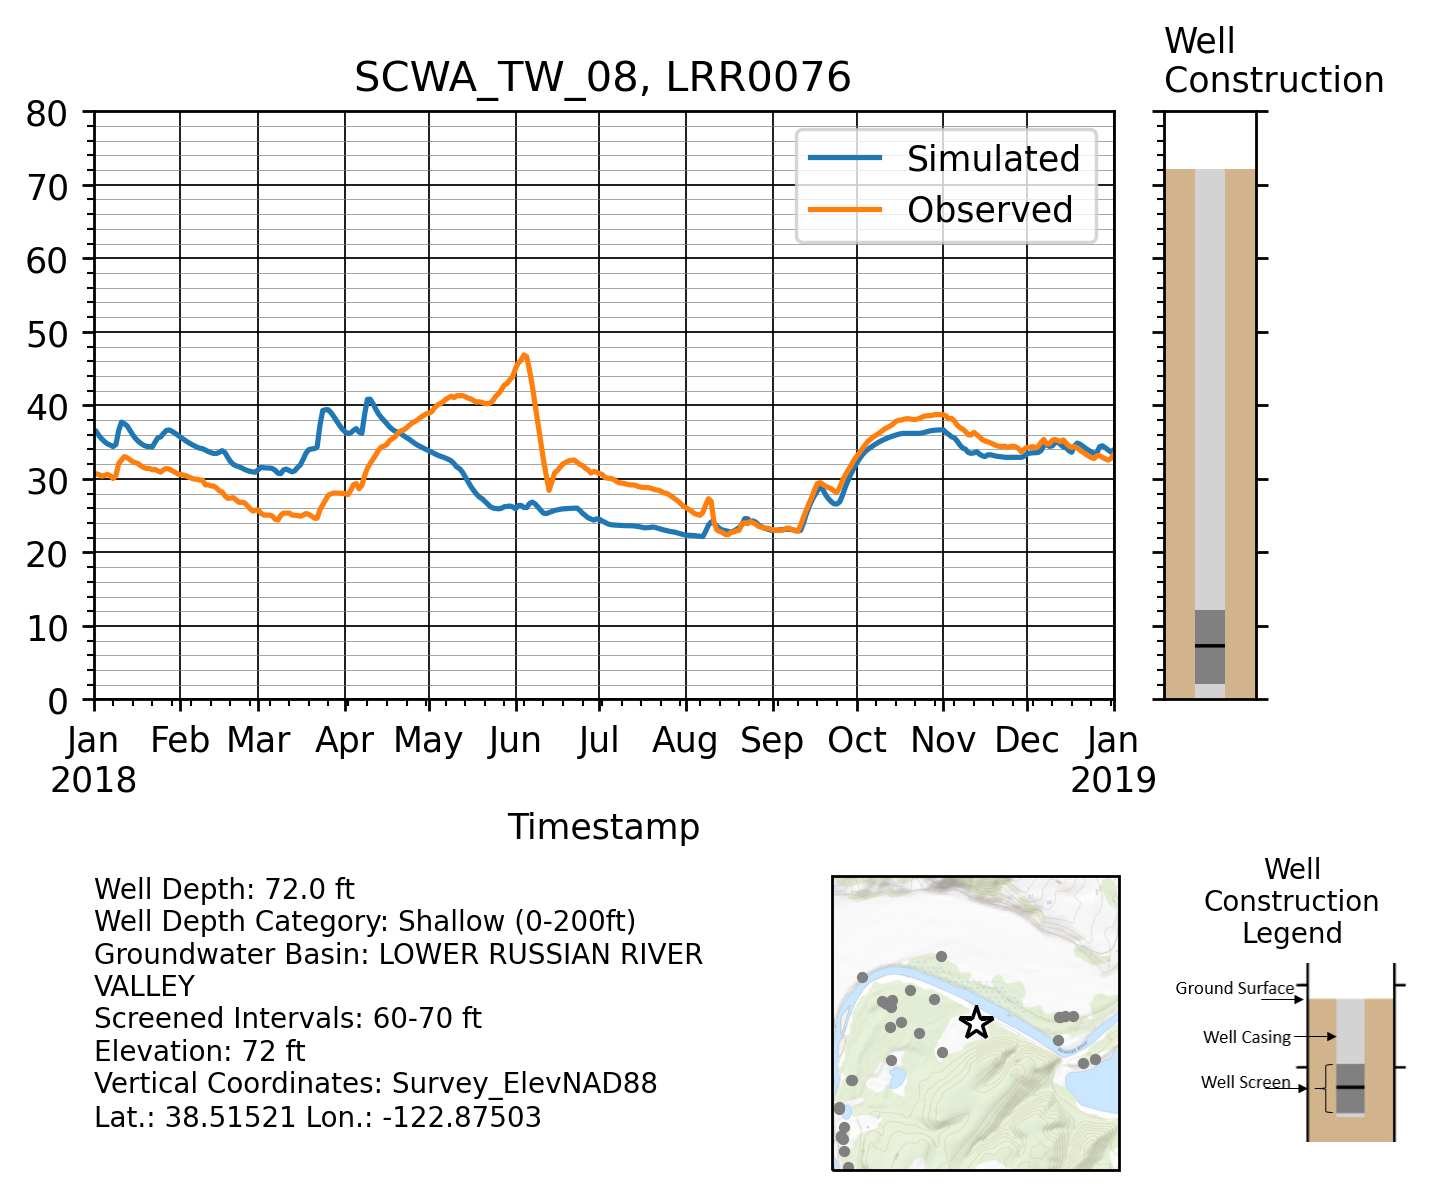 Well
Construction
SCWA_TW_08, LRR0076
80
70
60
50
40
30
20
10
0
Simulated
Observed
Jan Feb Mar Apr May Jun Jul Aug Sep Oct Nov Dec Jan
2018 2019
Timestamp
Well Depth: 72.0 ft
Well Depth Category: Shallow (0-200ft)
Groundwater Basin: LOWER RUSSIAN RIVER
VALLEY
Screened Intervals: 60-70 ft
Elevation: 72 ft
Vertical Coordinates: Survey_ElevNAD88
Lat.: 38.51521 Lon.: -122.87503
Russian River
Well
Construction
Legend
Ground Surface
Well Casing
Well Screen